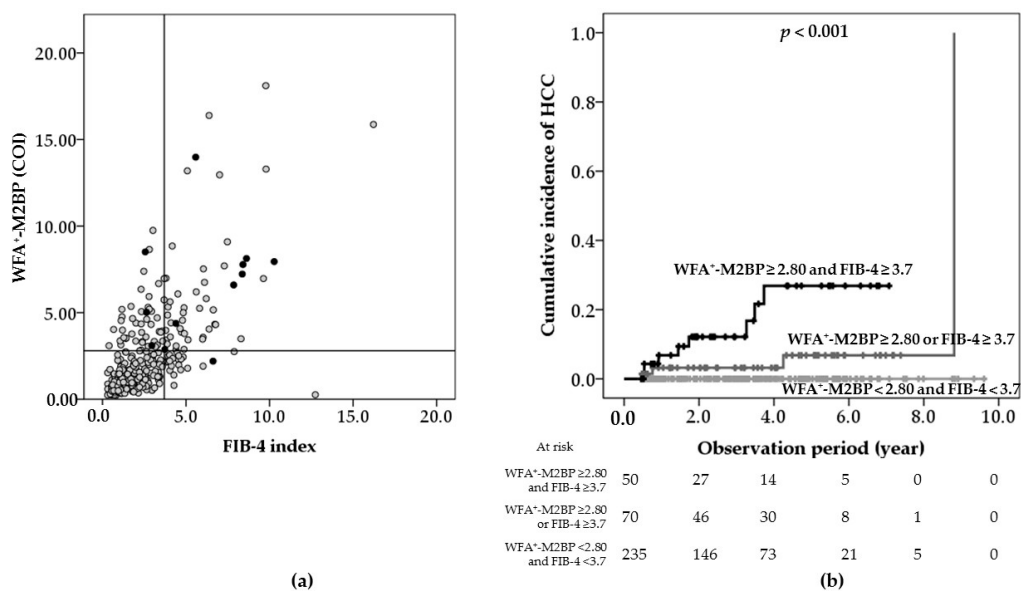 20.00
15.00
10.00
5.00
0.00
WFA⁺-M2BP (COI)
0.0 5.0 10.0 15.0 20.0
FIB-4 index
(a)
p < 0.001
1.0
0.8
0.6
0.4
0.2
0.0
Cumulative incidence of HCC
WFA⁺-M2BP ≥ 2.80 and FIB-4 ≥ 3.7
WFA⁺-M2BP ≥ 2.80 or FIB-4 ≥ 3.7
WFA⁺-M2BP < 2.80 and FIB-4 < 3.7
0.0 2.0 4.0 6.0 8.0 10.0
Observation period (year)
At risk
WFA⁺-M2BP ≥2.80
and FIB-4 ≥3.7
50 27 14 5 0 0
WFA⁺-M2BP ≥2.80
or FIB-4 ≥3.7
70 46 30 8 1 0
WFA⁺-M2BP <2.80
and FIB-4 <3.7
235 146 73 21 5 0
(b)